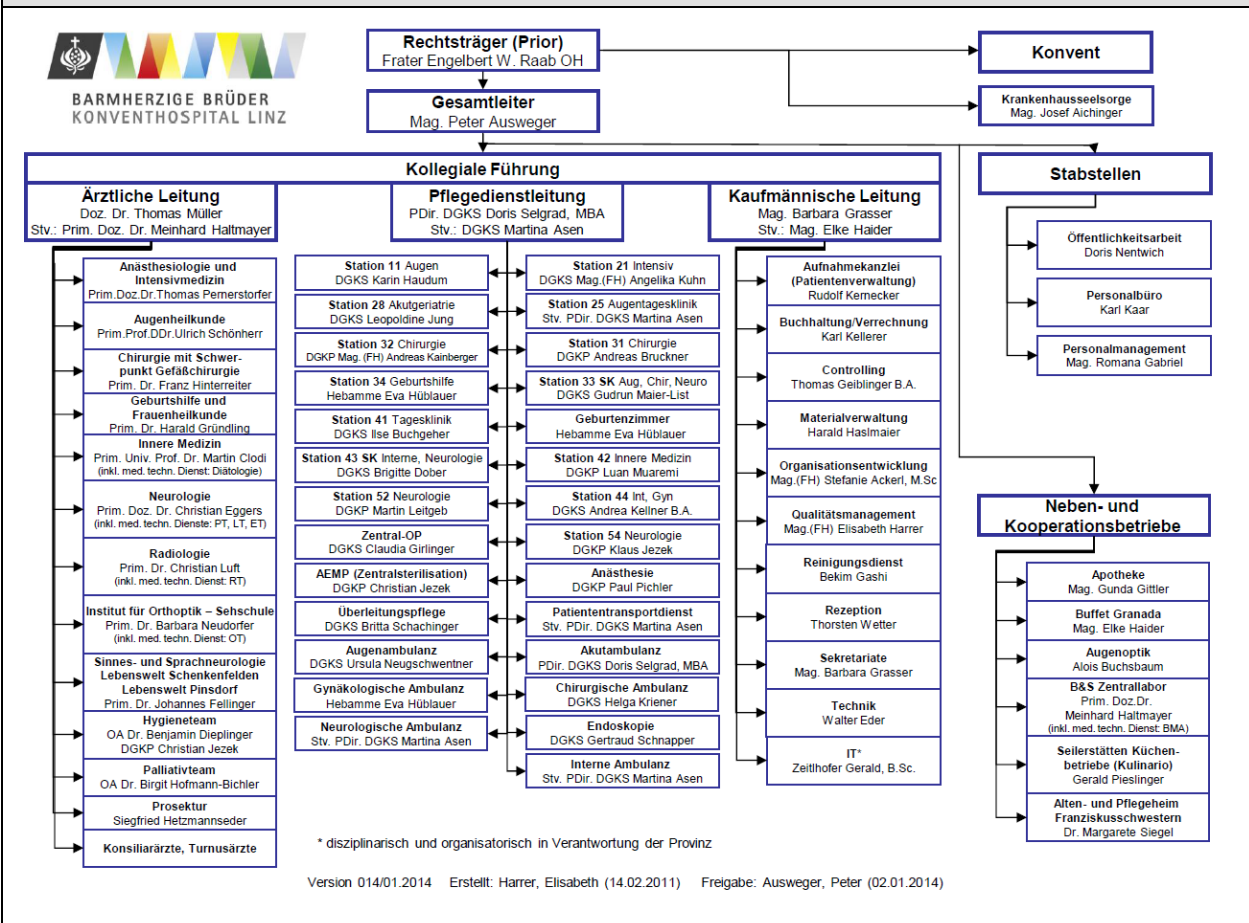 Rechtsträger (Prior)
Frater Engelbert W. Raab OH
Konvent
BARMHERZIGE BRÜDER
KONVENTHOSPITAL LINZ
Gesamtleiter
Mag. Peter Ausweger
Krankenhausseelsorge
Mag. Josef Aichinger
Kollegiale Führung
Ärztliche Leitung
Doz. Dr. Thomas Müller
Stv.: Prim. Doz. Dr. Meinhard Haltmayer
Pflegedienstleitung
PDir. DGKS Doris Selgrad, MBA
Stv.: DGKS Martina Asen
Kaufmännische Leitung
Mag. Barbara Grasser
Stv.: Mag. Elke Haider
Stabstellen
Anästhesiologie und
Intensivmedizin
Prim.Doz.Dr.Thomas Pernerstorfer
Augenheilkunde
Prim.Prof.DDr.Ulrich Schönherr
Chirurgie mit Schwer-
punkt Gefäßchirurgie
Prim. Dr. Franz Hinterreiter
Geburtshilfe und
Frauenheilkunde
Prim. Dr. Harald Gründling
Innere Medizin
Prim. Univ. Prof. Dr. Martin Clodi
(inkl. med. techn. Dienst: Diätologie)
Neurologie
Prim. Doz. Dr. Christian Eggers
(inkl. med. techn. Dienste: PT, LT, ET)
Radiologie
Prim. Dr. Christian Luft
(inkl. med. techn. Dienst: RT)
Institut für Orthoptik – Sehschule
Prim. Dr. Barbara Neudorfer
(inkl. med. techn. Dienst: OT)
Sinnes- und Sprachneurologie
Lebenswelt Schenkenfelden
Lebenswelt Pinsdorf
Prim. Dr. Johannes Fellinger
Hygieneteam
OA Dr. Benjamin Dieplinger
DGKP Christian Jezek
Palliativteam
OA Dr. Birgit Hofmann-Bichler
Prosektur
Siegfried Hetzmannseder
Konsiliarärzte, Turnusärzte
Station 11 Augen
DGKS Karin Haudum
Station 28 Akutgeriatrie
DGKS Leopoldine Jung
Station 32 Chirurgie
DGKP Mag. (FH) Andreas Kainberger
Station 34 Geburtshilfe
Hebamme Eva Hüblauer
Station 41 Tagesklinik
DGKS Ilse Buchgeher
Station 43 SK Interne, Neurologie
DGKS Brigitte Dober
Station 52 Neurologie
DGKP Martin Leitgeb
Zentral-OP
DGKS Claudia Girlinger
AEMP (Zentralsterilisation)
DGKP Christian Jezek
Überleitungspflege
DGKS Britta Schachinger
Augenambulanz
DGKS Ursula Neugschwentner
Gynäkologische Ambulanz
Hebamme Eva Hüblauer
Neurologische Ambulanz
Stv. PDir. DGKS Martina Asen
Station 21 Intensiv
DGKS Mag.(FH) Angelika Kuhn
Station 25 Augentagesklinik
Stv. PDir. DGKS Martina Asen
Station 31 Chirurgie
DGKP Andreas Bruckner
Station 33 SK Aug, Chir, Neuro
DGKS Gudrun Maier-List
Geburtenzimmer
Hebamme Eva Hüblauer
Station 42 Innere Medizin
DGKP Luan Muaremi
Station 44 Int, Gyn
DGKS Andrea Kellner B.A.
Station 54 Neurologie
DGKP Klaus Jezek
Anästhesie
DGKP Paul Pichler
Patiententransportdienst
Stv. PDir. DGKS Martina Asen
Akutambulanz
PDir. DGKS Doris Selgrad, MBA
Chirurgische Ambulanz
DGKS Helga Kriener
Endoskopie
DGKS Gertraud Schnapper
Interne Ambulanz
Stv. PDir. DGKS Martina Asen
Aufnahmekanzlei
(Patientenverwaltung)
Rudolf Kernecker
Buchhaltung/Verrechnung
Karl Kellerer
Controlling
Thomas Geiblinger B.A.
Materialverwaltung
Harald Haslmaier
Organisationsentwicklung
Mag.(FH) Stefanie Ackerl, M.Sc
Qualitätsmanagement
Mag.(FH) Elisabeth Harrer
Reinigungsdienst
Bekim Gashi
Rezeption
Thorsten Wetter
Sekretariate
Mag. Barbara Grasser
Technik
Walter Eder
IT*
Zeitlhofer Gerald, B.Sc.
Öffentlichkeitsarbeit
Doris Nentwich
Personalbüro
Karl Kaar
Personalmanagement
Mag. Romana Gabriel
Neben- und
Kooperationsbetriebe
Apotheke
Mag. Gunda Gittler
Buffet Granada
Mag. Elke Haider
Augenoptik
Alois Buchsbaum
B&S Zentrallabor
Prim. Doz.Dr.
Meinhard Haltmayer
(inkl. med. techn. Dienst: BMA)
Seilerstätten Küchen-
betriebe (Kulinario)
Gerald Pieslinger
Alten- und Pflegeheim
Franziskusschwestern
Dr. Margarete Siegel
* disziplinarisch und organisatorisch in Verantwortung der Provinz
Version 014/01.2014 Erstellt: Harrer, Elisabeth (14.02.2011) Freigabe: Ausweger, Peter (02.01.2014)